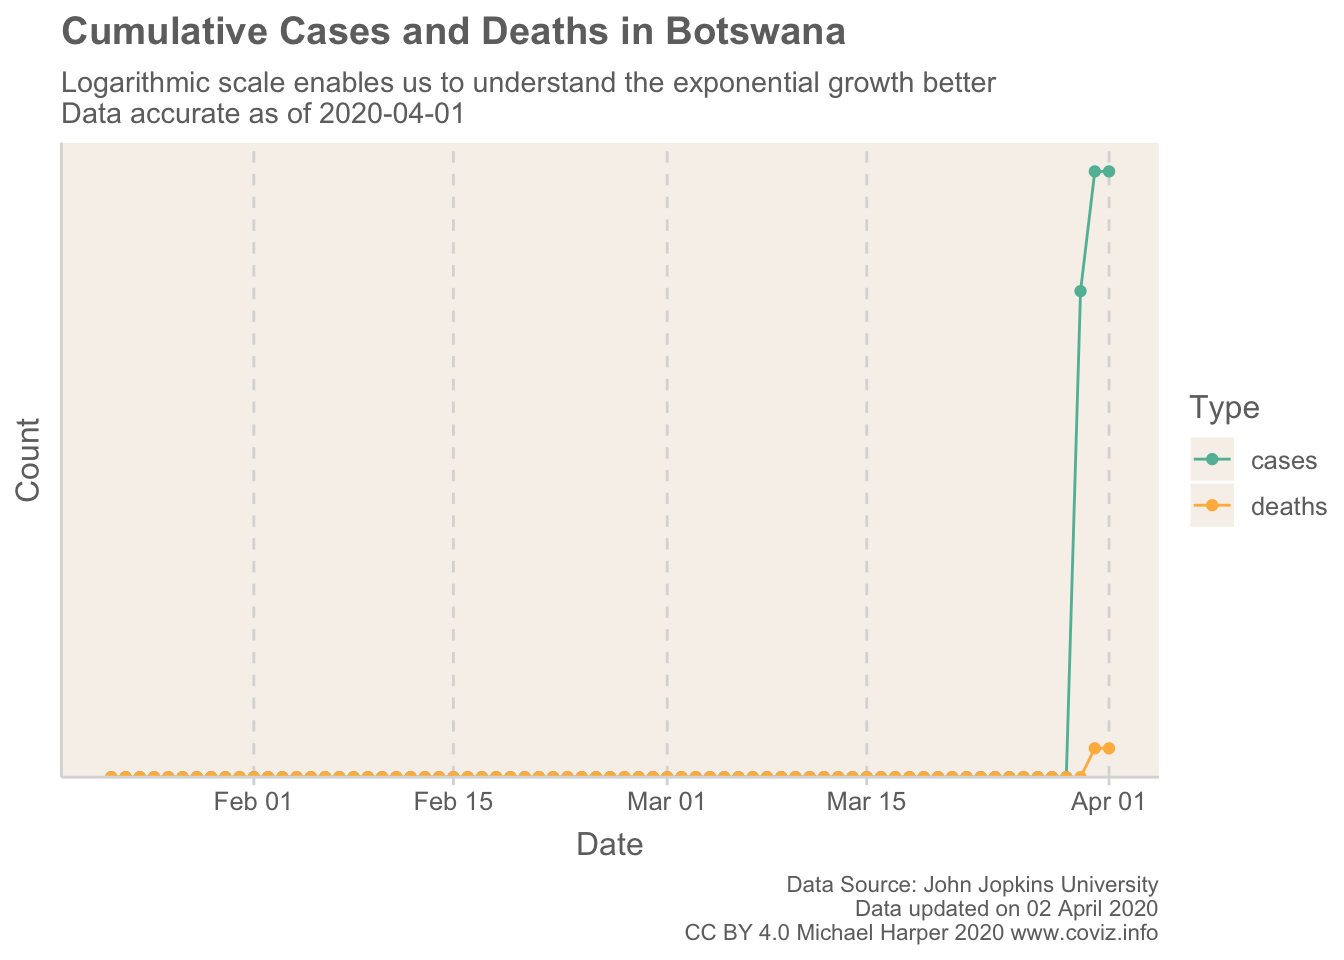 Cumulative Cases and Deaths in Botswana
Logarithmic scale enables us to understand the exponential growth better
Data accurate as of 2020-04-01
Count
Type
cases
deaths
Feb 01
Feb 15
Mar 01
Mar 15
Apr 01
Date
Data Source: John Jopkins University
Data updated on 02 April 2020
CC BY 4.0 Michael Harper 2020 www.coviz.info